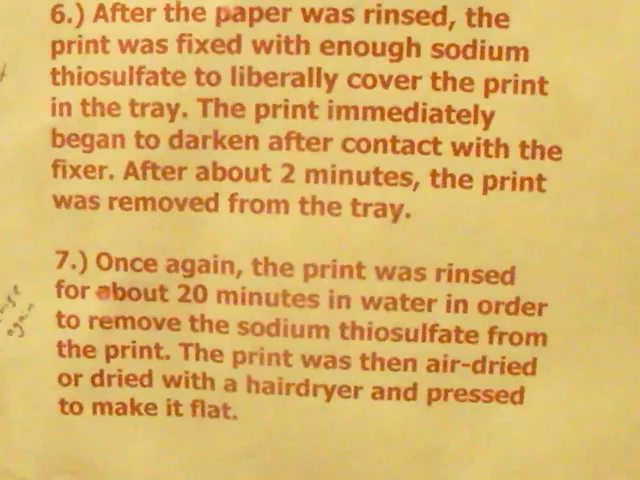 6.) After the paper was rinsed, the
print was fixed with enough sodium
thiosulfate to liberally cover the print
in the tray. The print immediately
began to darken after contact with the
fixer. After about 2 minutes, the print
was removed from the tray.
7.) Once again, the print was rinsed
for about 20 minutes in water in order
to remove the sodium thiosulfate from
the print. The print was then air-dried
or dried with a hairdryer and pressed
to make it flat.
again